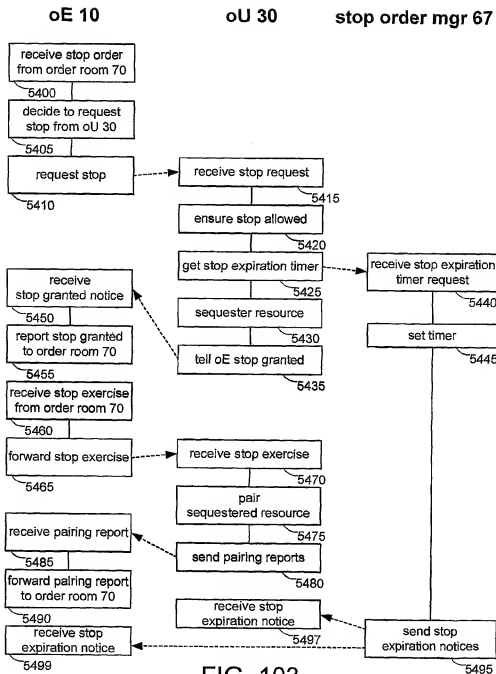 oE 10
oU 30
stop order mgr 67
receive stop order
from order room 70
5400
decide to request
stop from oU 30
5405
request stop
5410
receive stop request
5415
ensure stop allowed
5420
get stop expiration timer
5425
receive stop expiration
timer request
5440
receive
stop granted notice
5450
sequester resource
5430
set timer
5445
report stop granted
to order room 70
5455
tell oE stop granted
5435
receive stop exercise
from order room 70
5460
forward stop exercise
5465
receive stop exercise
5470
pair
sequestered resource
5475
receive pairing report
5485
send pairing reports
5480
forward pairing report
to order room 70
5490
receive stop
expiration notice
5497
receive stop
expiration notice
5499
send stop
expiration notices
5495
FIG. 103